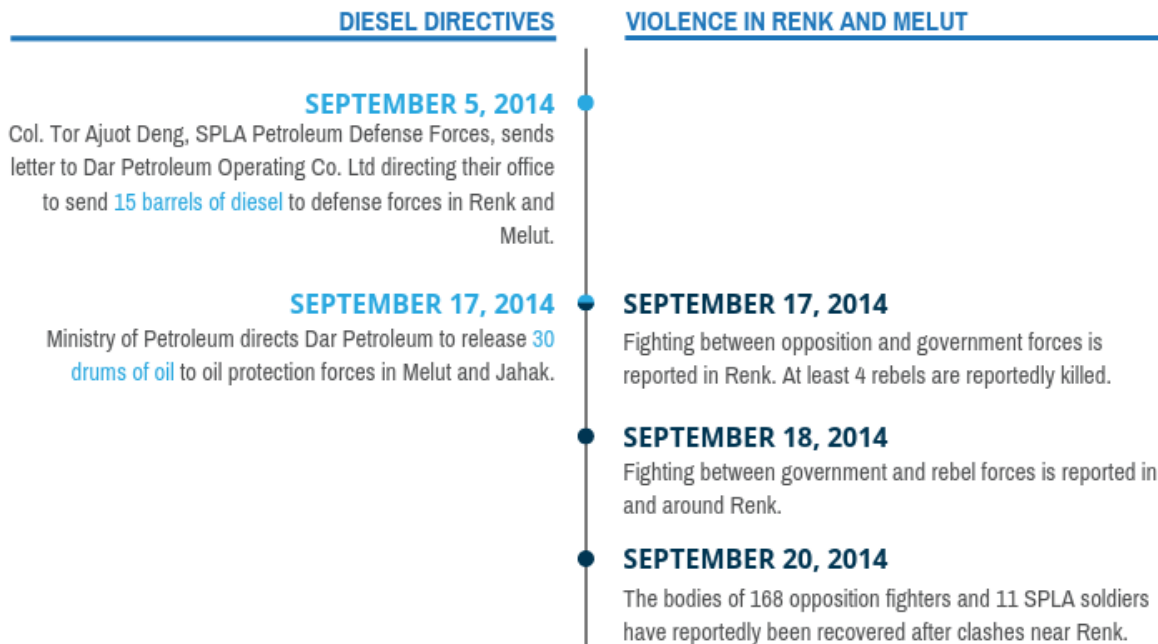 DIESEL DIRECTIVES
VIOLENCE IN RENK AND MELUT
SEPTEMBER 5, 2014
Col. Tor Ajuot Deng, SPLA Petroleum Defense Forces, sends
letter to Dar Petroleum Operating Co. Ltd directing their office
to send 15 barrels of diesel to defense forces in Renk and
Melut.
SEPTEMBER 17, 2014
Ministry of Petroleum directs Dar Petroleum to release 30
drums of oil to oil protection forces in Melut and Jahak.
SEPTEMBER 17, 2014
Fighting between opposition and government forces is
reported in Renk. At least 4 rebels are reportedly killed.
SEPTEMBER 18, 2014
Fighting between government and rebel forces is reported in
and around Renk.
SEPTEMBER 20, 2014
The bodies of 168 opposition fighters and 11 SPLA soldiers
have reportedly been recovered after clashes near Renk.